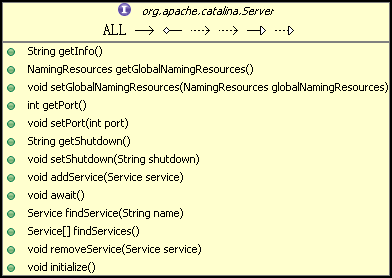 I
org.apache.catalina.Server
ALL
String getInfo()
NamingResources getGlobalNamingResources()
void setGlobalNamingResources(NamingResources globalNamingResources)
int getPort()
void setPort(int port)
String getShutdown()
void setShutdown(String shutdown)
void addService(Service service)
void await()
Service findService(String name)
Service[] findServices()
void removeService(Service service)
void initialize()